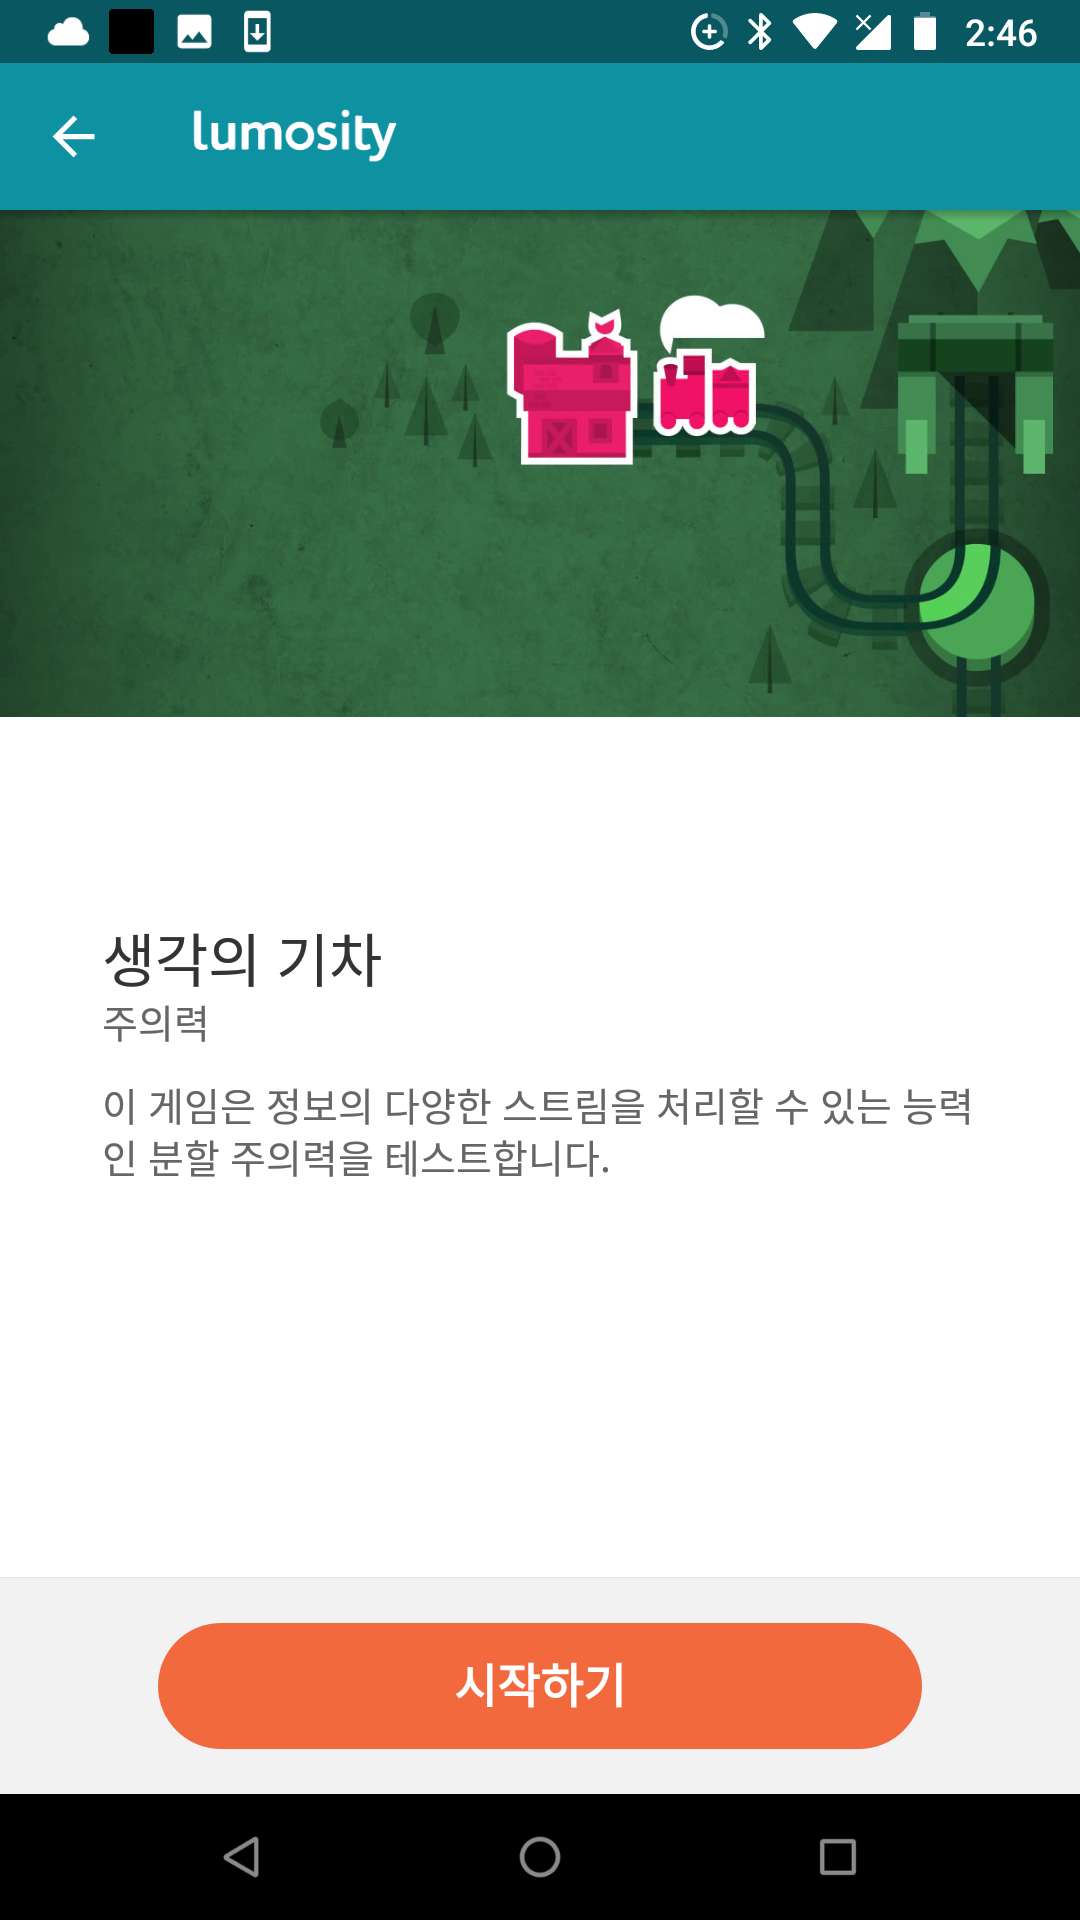 2:46
lumosity
생각의 기차
주의력
이 게임은 정보의 다양한 스트림을 처리할 수 있는 능력
인 분할 주의력을 테스트합니다.
시작하기